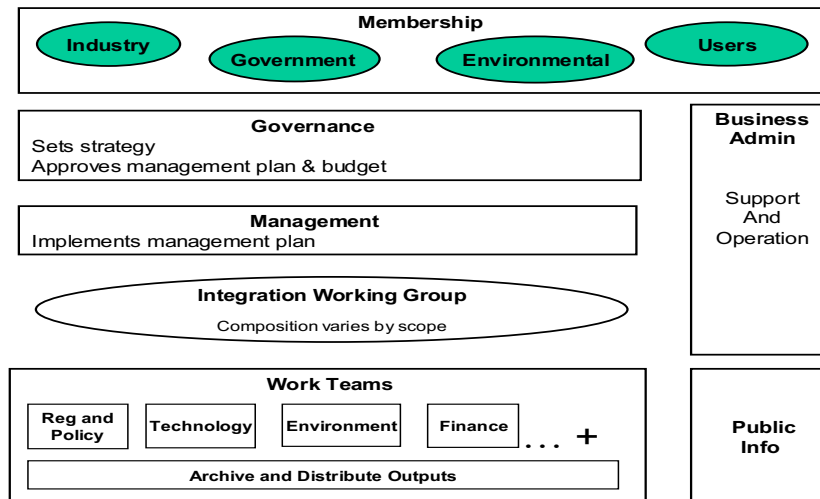 Membership
Industry
Government
Environmental
Users
Governance
Sets strategy
Approves management plan & budget
Management
Implements management plan
Integration Working Group
Composition varies by scope
Business
Admin
Support
And
Operation
Work Teams
Reg and
Policy
Technology
Environment
Finance
... +
Archive and Distribute Outputs
Public
Info